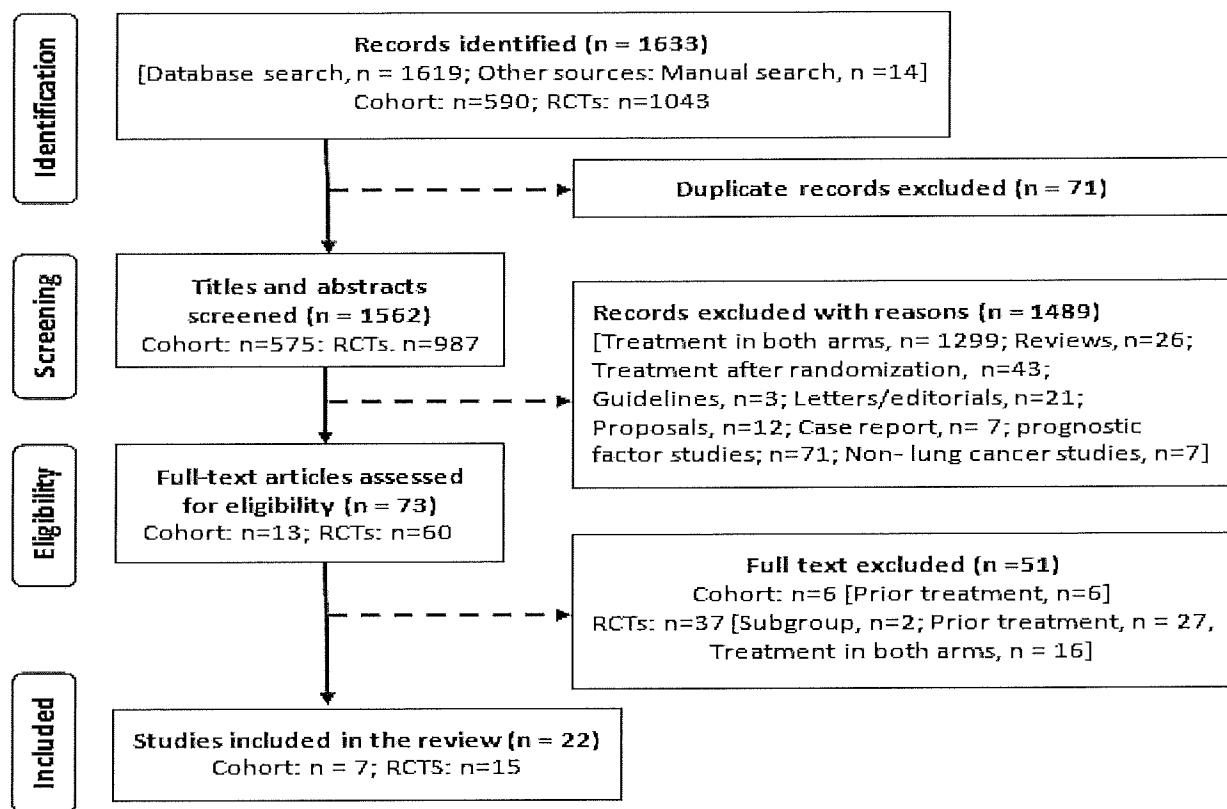 Identification
Records identified (n = 1633)
[Database search, n = 1619; Other sources: Manual search, n =14]
Cohort: n=590; RCTs: n=1043
Duplicate records excluded (n = 71)
Screening
Titles and abstracts
screened (n = 1562)
Cohort: n=575: RCTs. n=987
Records excluded with reasons (n = 1489)
[Treatment in both arms, n= 1299; Reviews, n=26;
Treatment after randomization, n=43;
Guidelines, n=3; Letters/editorials, n=21;
Proposals, n=12; Case report, n= 7; prognostic
factor studies; n=71; Non- lung cancer studies, n=7]
Eligibility
Full-text articles assessed
for eligibility (n = 73)
Cohort: n=13; RCTs: n=60
Full text excluded (n =51)
Cohort: n=6 [Prior treatment, n=6]
RCTs: n=37 [Subgroup, n=2; Prior treatment, n = 27,
Treatment in both arms, n = 16]
Included
Studies included in the review (n = 22)
Cohort: n = 7; RCTS: n=15